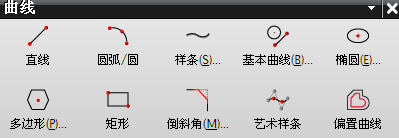 曲线
直线 圆弧/圆 样条(S)... 基本曲线(B)... 椭圆(E)...
多边形(P)... 矩形 倒斜角(M)... 艺术样条 偏置曲线